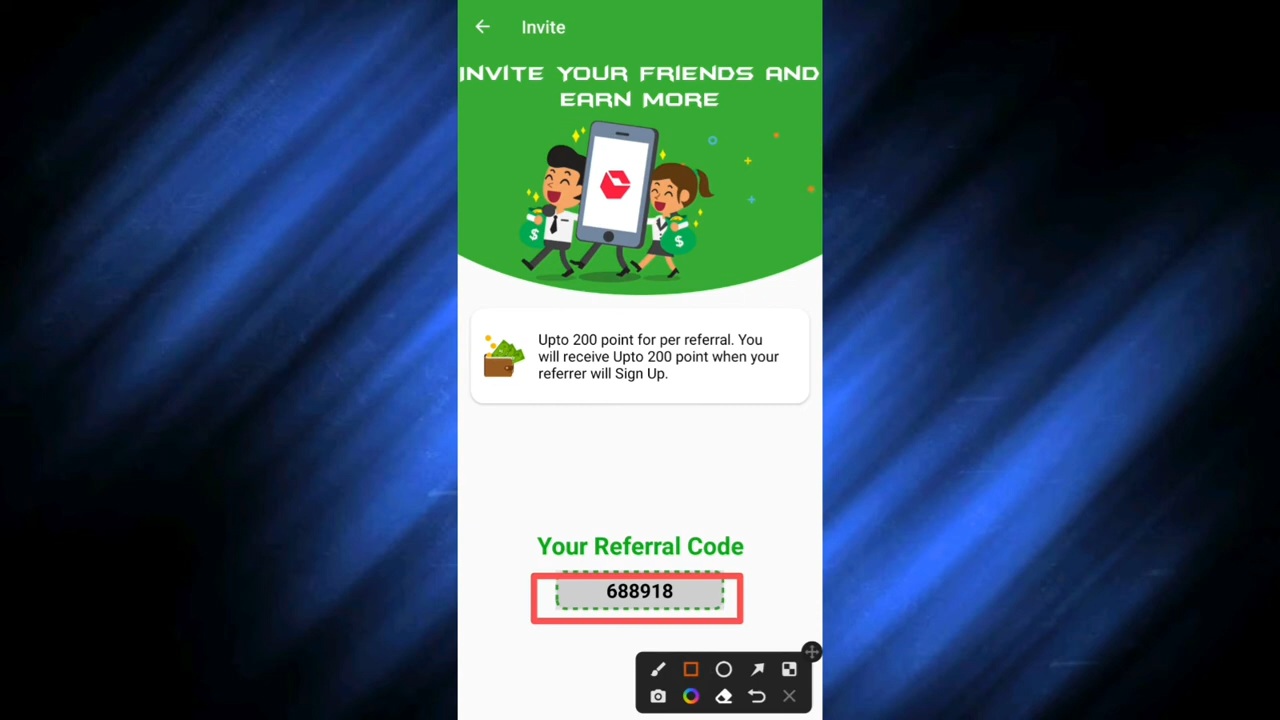 Invite
INVITE YOUR FRIENDS AND
EARN MORE
$ $
Upto 200 point for per referral. You
will receive Upto 200 point when your
referrer will Sign Up.
Your Referral Code
688918